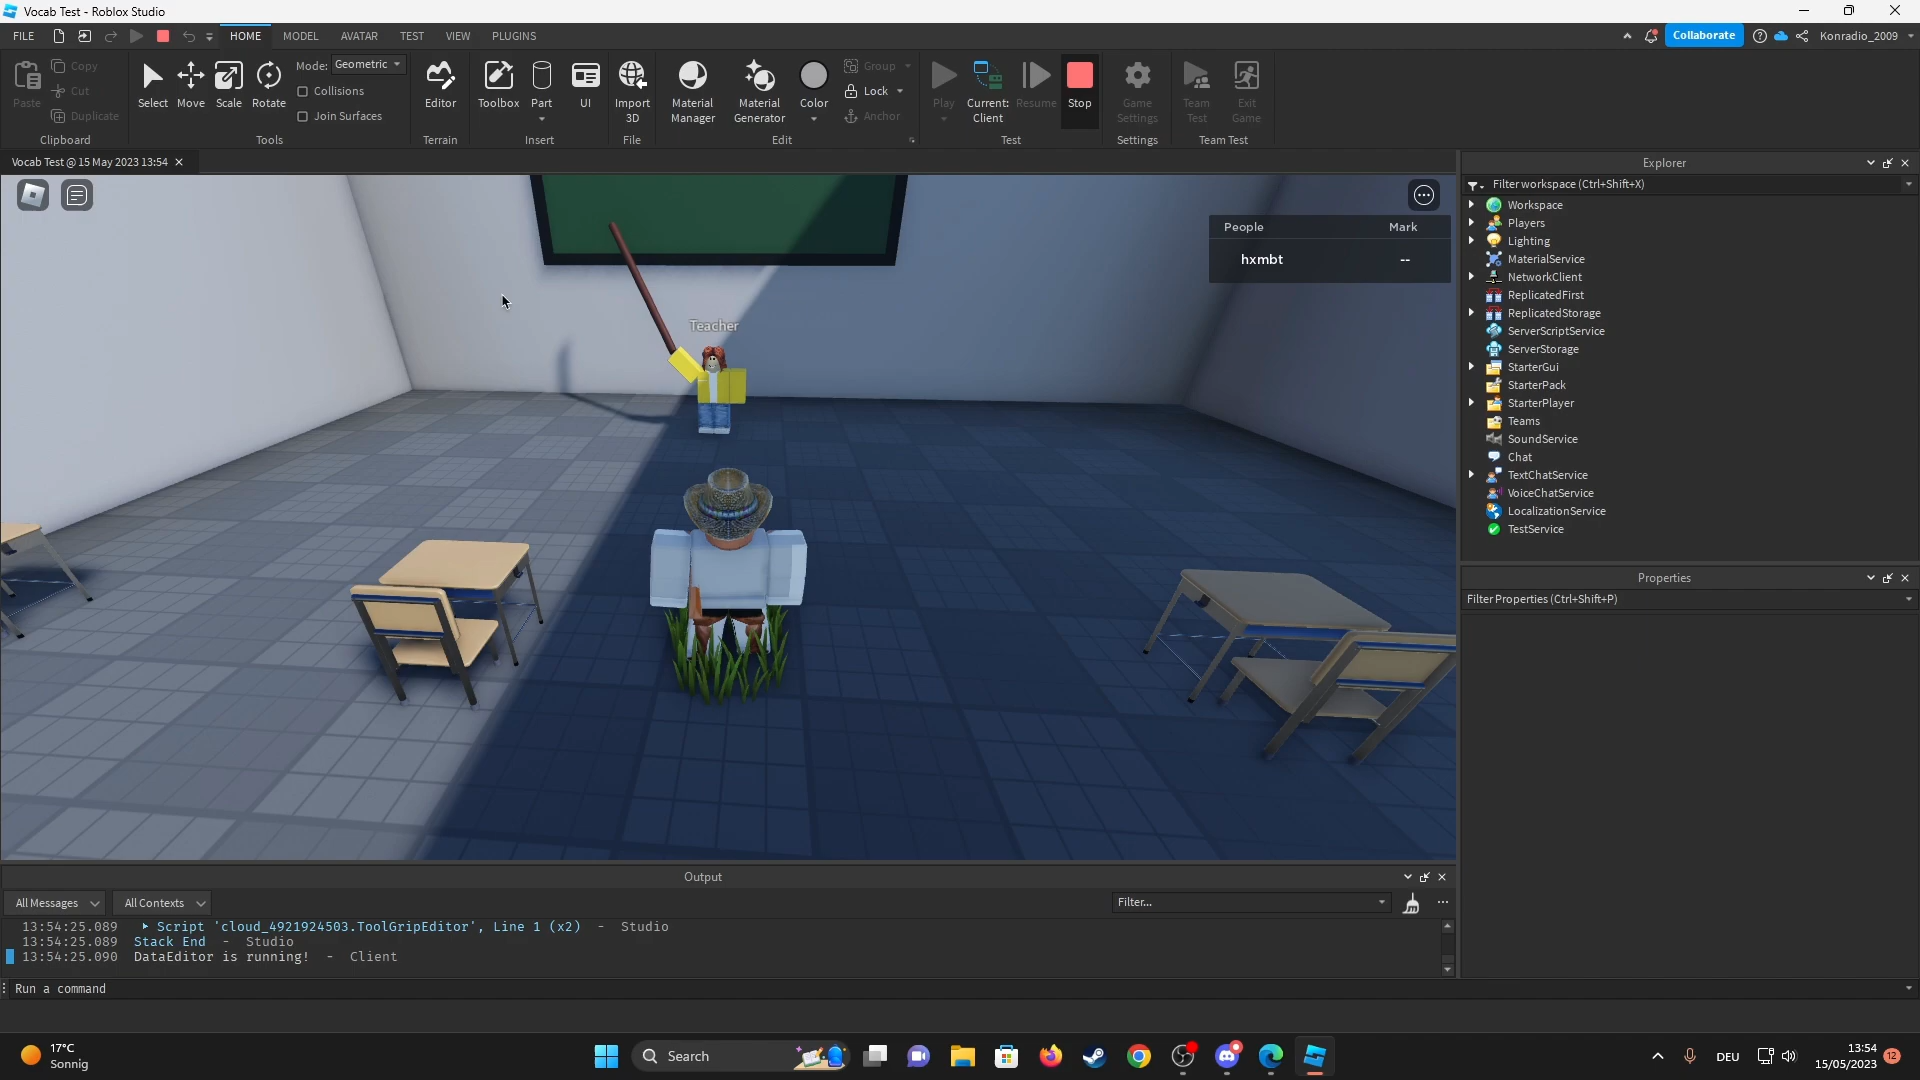 Vocab Test - Roblox Studio
FILE HOME MODEL AVATAR TEST VIEW PLUGINS Collaborate Konradio_2009
Paste Copy Cut Duplicate Clipboard
Select Move Scale Rotate Mode: Geometric Collisions Join Surfaces Tools
Editor Terrain
Toolbox Part UI Insert
Import 3D File
Material Manager Material Generator Color Group Lock Anchor Edit
Play Current: Client Resume Stop Test
Game Settings Settings
Team Test Exit Game Team Test
Vocab Test @ 15 May 2023 13:54
People Mark
hxmbt --
Teacher
Explorer
Filter workspace (Ctrl+Shift+X)
Workspace
Players
Lighting
MaterialService
NetworkClient
ReplicatedFirst
ReplicatedStorage
ServerScriptService
ServerStorage
StarterGui
StarterPack
StarterPlayer
Teams
SoundService
Chat
TextChatService
VoiceChatService
LocalizationService
TestService
Properties
Filter Properties (Ctrl+Shift+P)
Output
All Messages All Contexts Filter...
13:54:25.089 Script 'cloud_4921924503.ToolGripEditor', Line 1 (x2) - Studio
13:54:25.089 Stack End - Studio
13:54:25.090 DataEditor is running! - Client
Run a command
17°C
Sonnig
Search
DEU
13:54
15/05/2023
12